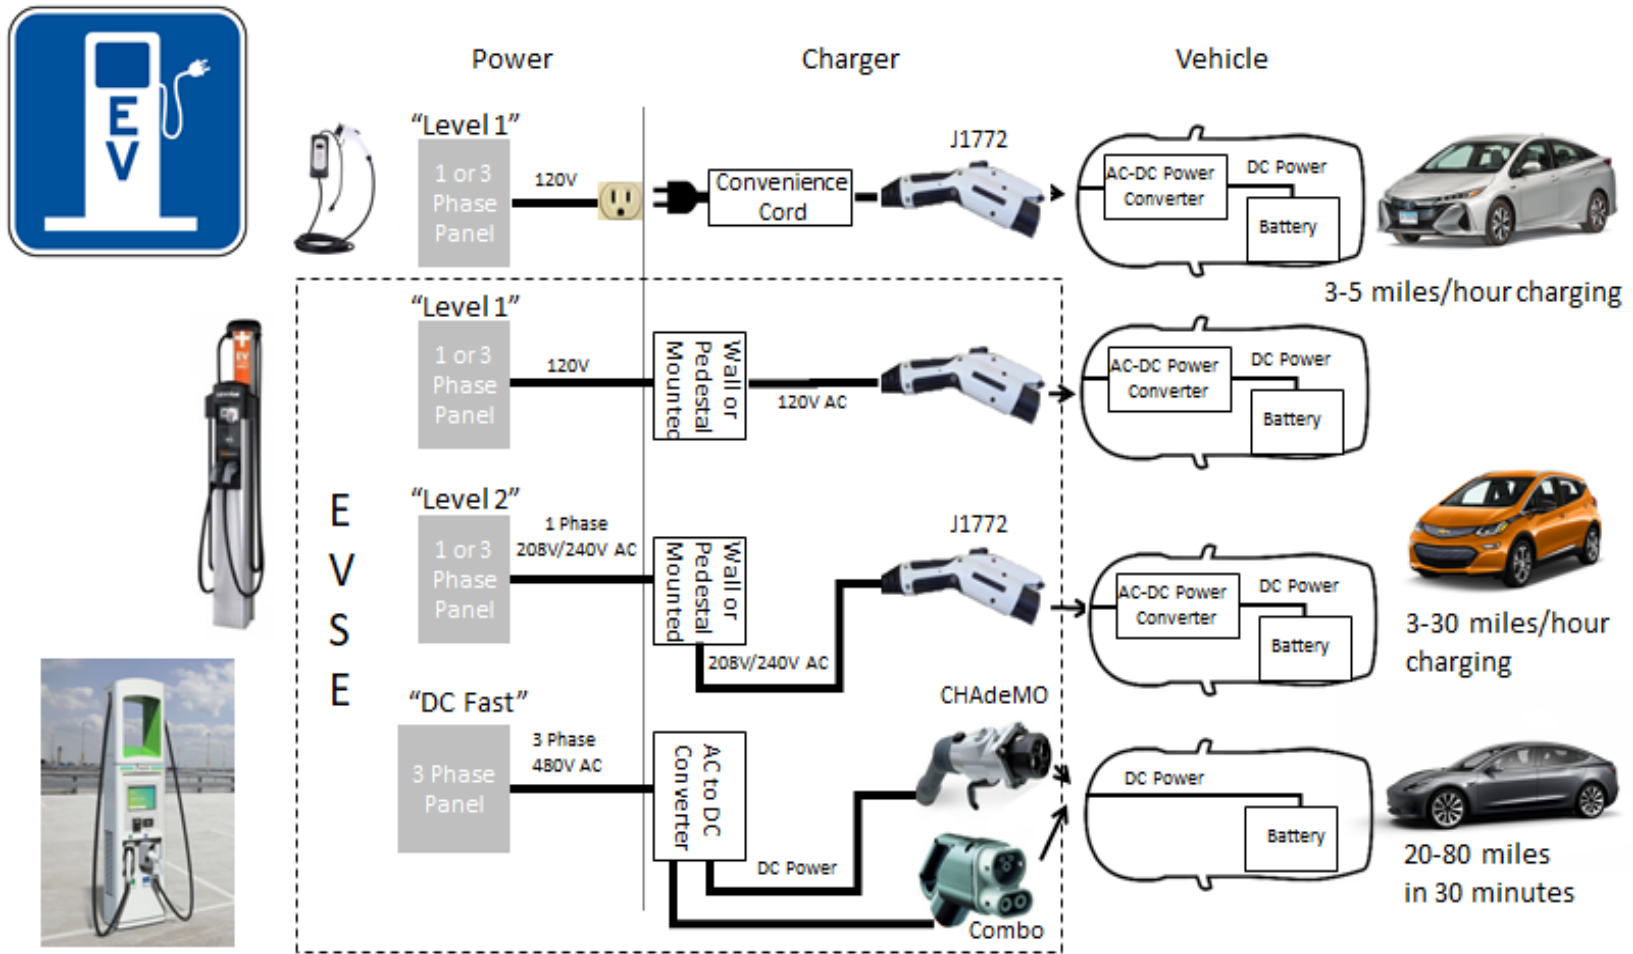 EV
Power
Charger
Vehicle
“Level 1”
1 or 3
Phase
Panel
120V
Convenience
Cord
J1772
AC-DC Power
Converter
DC Power
Battery
3-5 miles/hour charging
“Level 1”
1 or 3
Phase
Panel
120V
Wall or
Pedestal
Mounted
120V AC
AC-DC Power
Converter
DC Power
Battery
EVSE
“Level 2”
1 or 3
Phase
Panel
1 Phase
208V/240V AC
Wall or
Pedestal
Mounted
208V/240V AC
J1772
AC-DC Power
Converter
DC Power
Battery
3-30 miles/hour
charging
“DC Fast”
3 Phase
Panel
3 Phase
480V AC
AC to DC
Converter
DC Power
CHAdeMO
Combo
DC Power
Battery
20-80 miles
in 30 minutes
EV